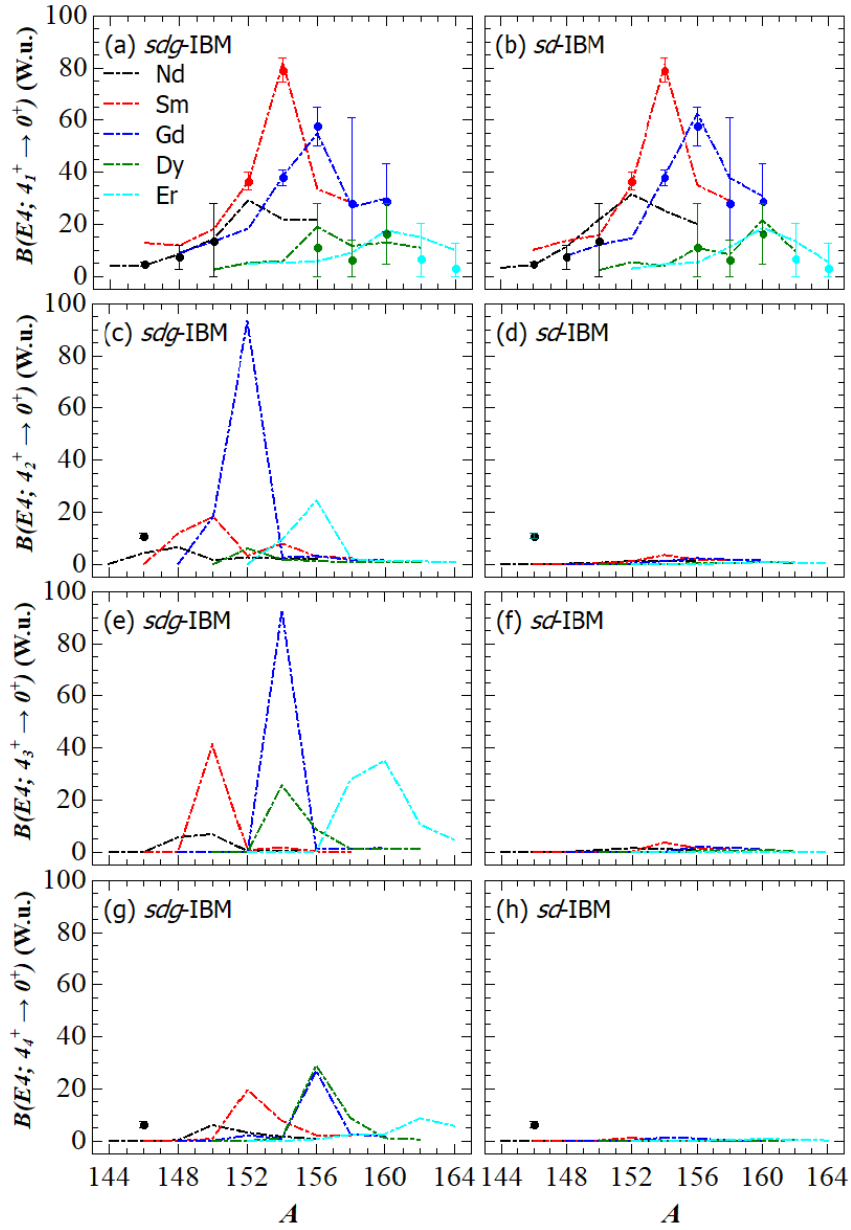 (a) sdg-IBM
(b) sd-IBM
Nd
Sm
Gd
Dy
Er
B(E4; 4₁⁺ → 0⁺) (W.u.)
100
80
60
40
20
0
(c) sdg-IBM
(d) sd-IBM
B(E4; 4₂⁺ → 0⁺) (W.u.)
100
80
60
40
20
0
(e) sdg-IBM
(f) sd-IBM
B(E4; 4₃⁺ → 0⁺) (W.u.)
100
80
60
40
20
0
(g) sdg-IBM
(h) sd-IBM
B(E4; 4₄⁺ → 0⁺) (W.u.)
100
80
60
40
20
0
144 148 152 156 160 164 144 148 152 156 160 164
A A